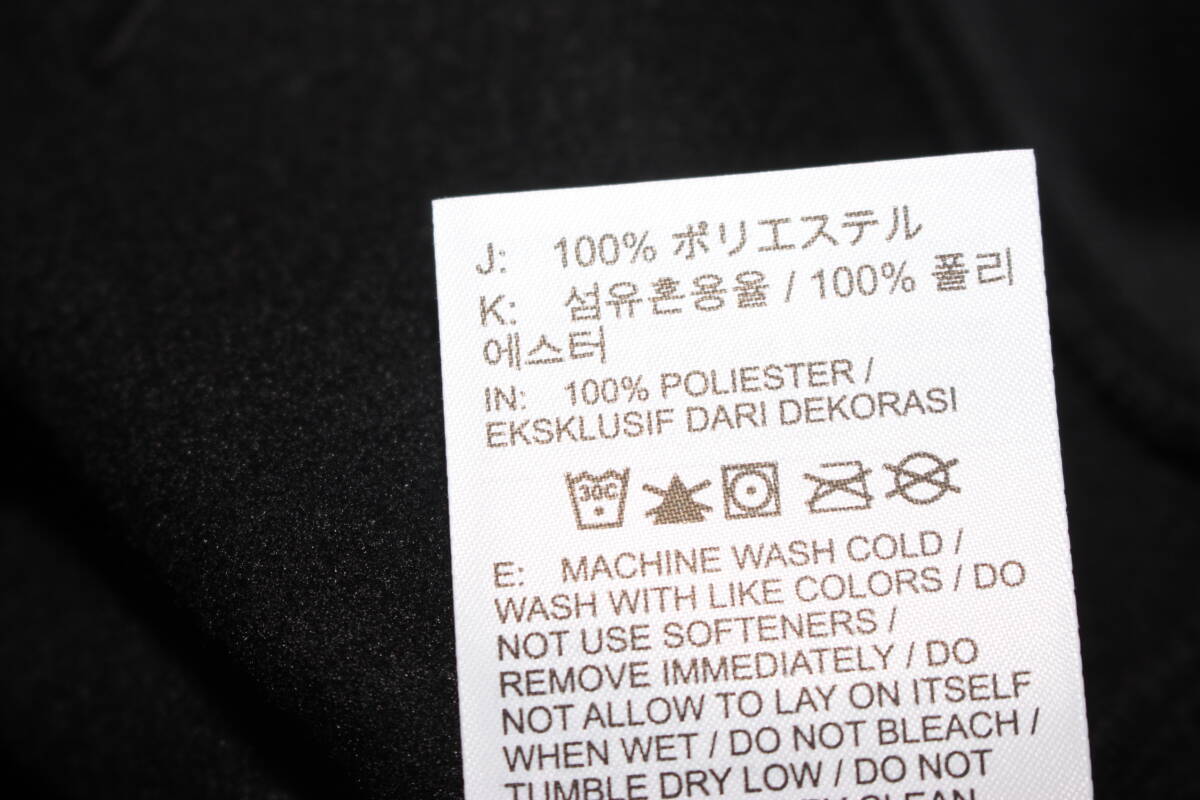 J: 100% ポリエステル
K: 섬유혼용율 / 100% 폴리
에스터
IN: 100% POLIESTER /
EKSKLUSIF DARI DEKORASI
30C
E: MACHINE WASH COLD /
WASH WITH LIKE COLORS / DO
NOT USE SOFTENERS /
REMOVE IMMEDIATELY / DO
NOT ALLOW TO LAY ON ITSELF
WHEN WET / DO NOT BLEACH /
TUMBLE DRY LOW / DO NOT
CLEAN